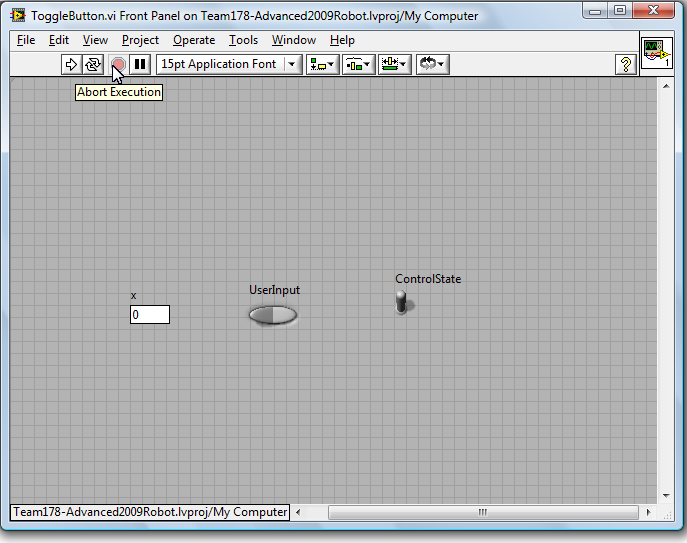 ToggleButton.vi Front Panel on Team178-Advanced2009Robot.lvproj/My Computer
File Edit View Project Operate Tools Window Help
15pt Application Font
?
1
Abort Execution
ControlState
UserInput
x
0
Team178-Advanced2009Robot.lvproj/My Computer